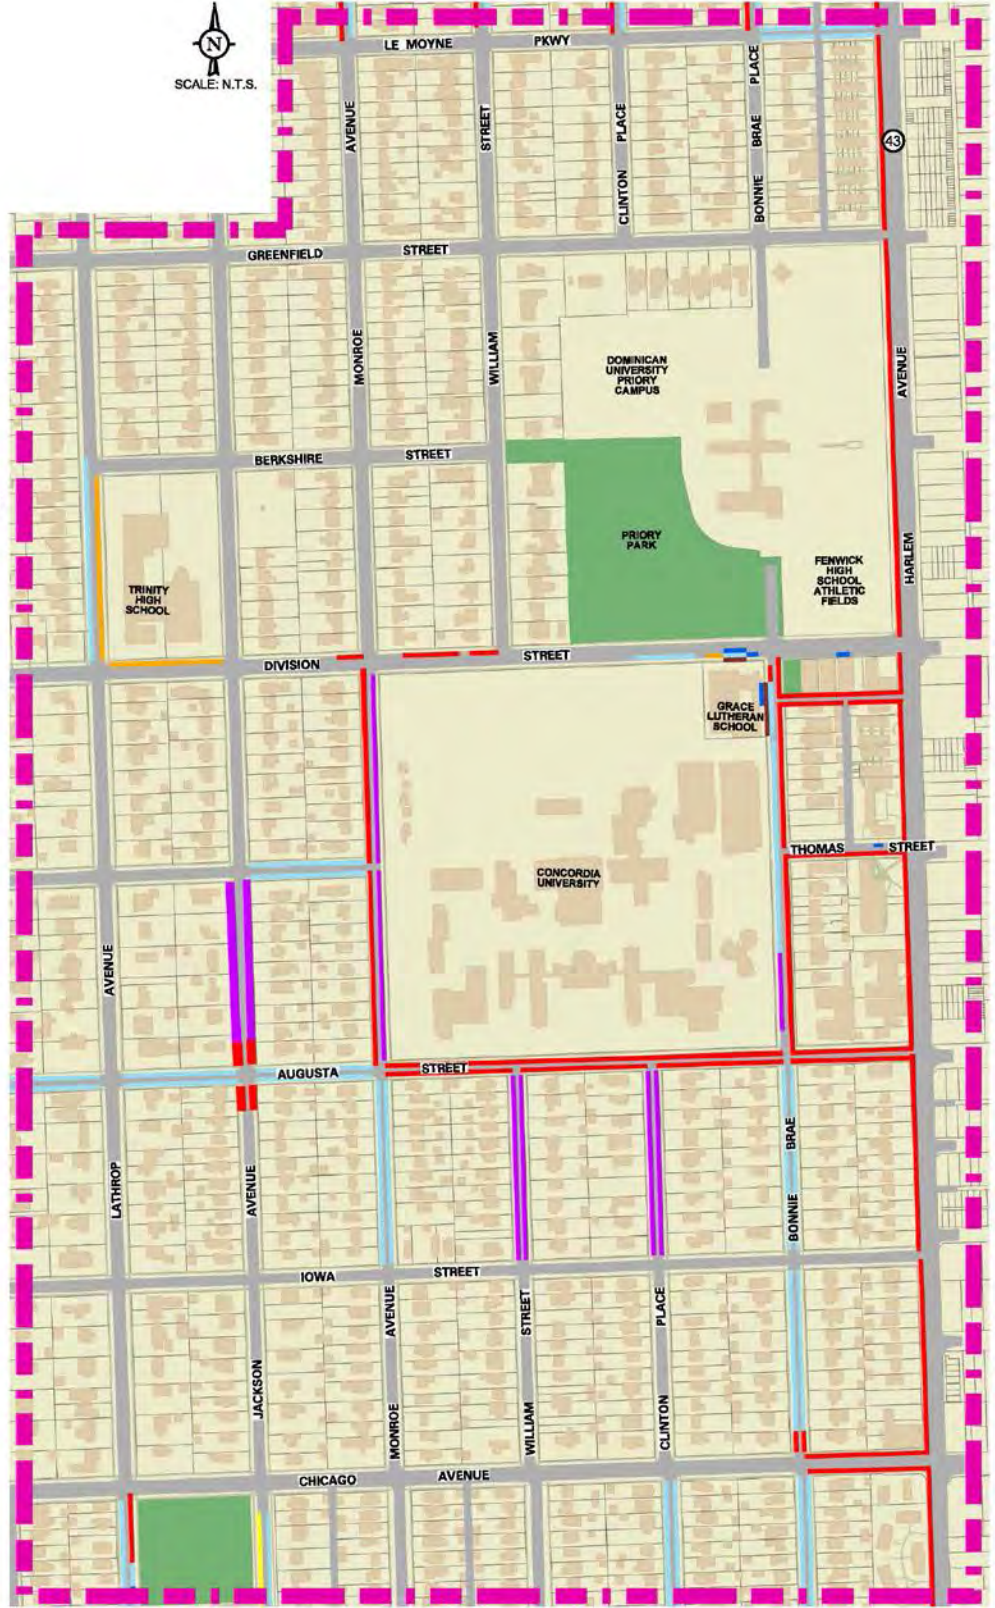 N
SCALE: N.T.S.
LE MOYNE PKWY
AVENUE
STREET
CLINTON PLACE
BONNIE BRAE PLACE
43
GREENFIELD STREET
MONROE
WILLIAM
DOMINICAN
UNIVERSITY
PRIORY
CAMPUS
AVENUE
BERKSHIRE STREET
PRIORY
PARK
HARLEM
FENWICK
HIGH
SCHOOL
ATHLETIC
FIELDS
TRINITY
HIGH
SCHOOL
DIVISION STREET
GRACE
LUTHERAN
SCHOOL
THOMAS STREET
CONCORDIA
UNIVERSITY
AVENUE
AUGUSTA STREET
LATHROP
AVENUE
BRAE
BONNIE
IOWA STREET
AVENUE
STREET
PLACE
JACKSON
MONROE
WILLIAM
CLINTON
CHICAGO AVENUE